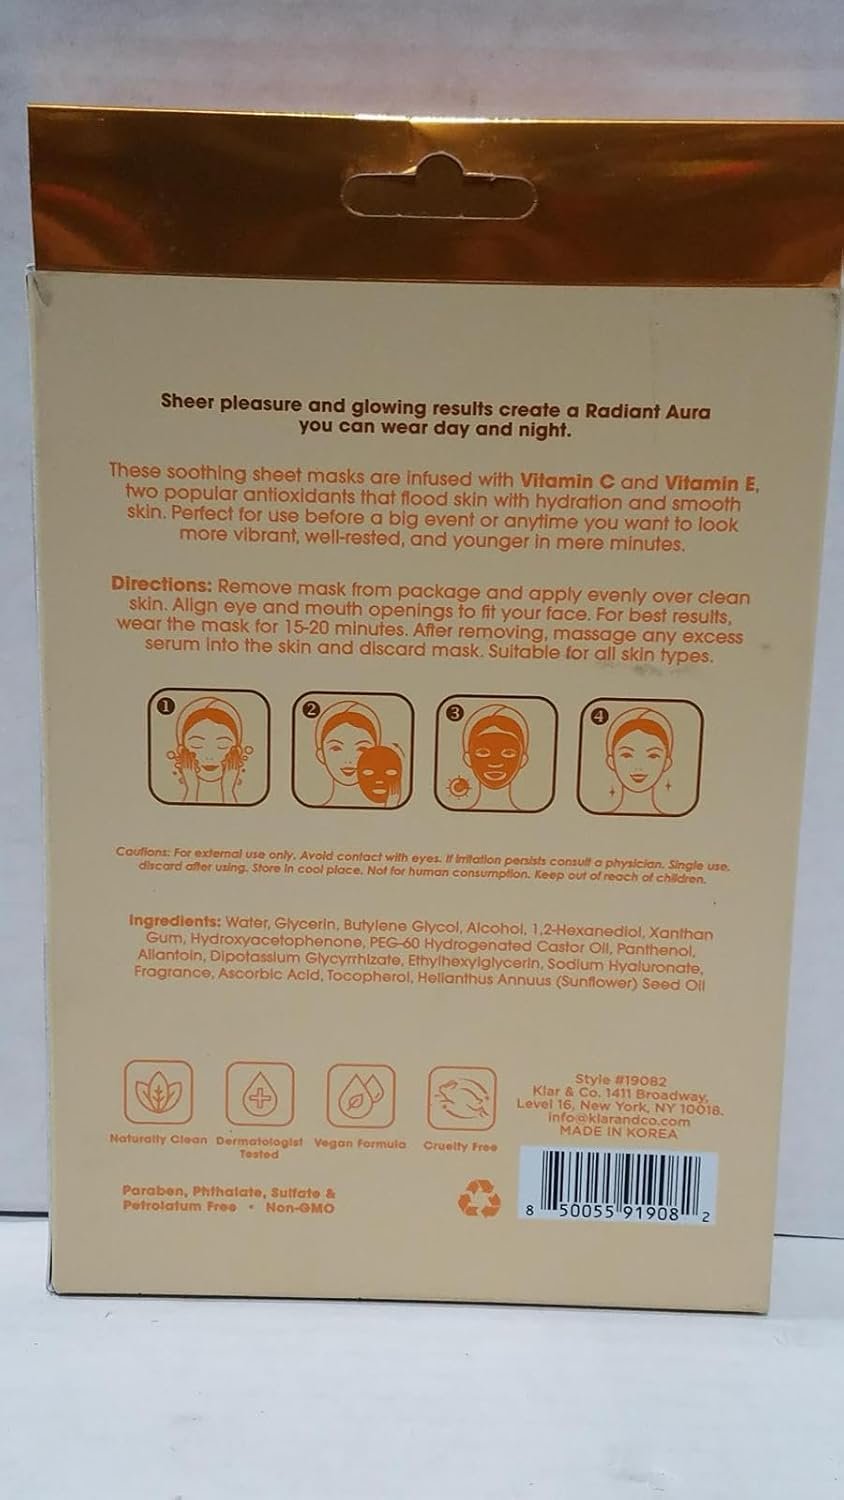 Sheer pleasure and glowing results create a Radiant Aura
you can wear day and night.
These soothing sheet masks are infused with Vitamin C and Vitamin E,
two popular antioxidants that flood skin with hydration and smooth
skin. Perfect for use before a big event or anytime you want to look
more vibrant, well-rested, and younger in mere minutes.
Directions: Remove mask from package and apply evenly over clean
skin. Align eye and mouth openings to fit your face. For best results,
wear the mask for 15-20 minutes. After removing, massage any excess
serum into the skin and discard mask. Suitable for all skin types.
1 2 3 4
Cautions: For external use only. Avoid contact with eyes. If irritation persists consult a physician. Single use,
discard after using. Store in cool place. Not for human consumption. Keep out of reach of children.
Ingredients: Water, Glycerin, Butylene Glycol, Alcohol, 1,2-Hexanediol, Xanthan
Gum, Hydroxyacetophenone, PEG-60 Hydrogenated Castor Oil, Panthenol,
Allantoin, Dipotassium Glycyrrhizate, Ethylhexylglycerin, Sodium Hyaluronate,
Fragrance, Ascorbic Acid, Tocopherol, Helianthus Annuus (Sunflower) Seed Oil
Naturally Clean
Dermatologist
Tested
Vegan Formula
Cruelty Free
Paraben, Phthalate, Sulfate &
Petrolatum Free • Non-GMO
Style #19082
Klar & Co. 1411 Broadway,
Level 16, New York, NY 10018.
info@klarandco.com
MADE IN KOREA
8 50055 91908 2